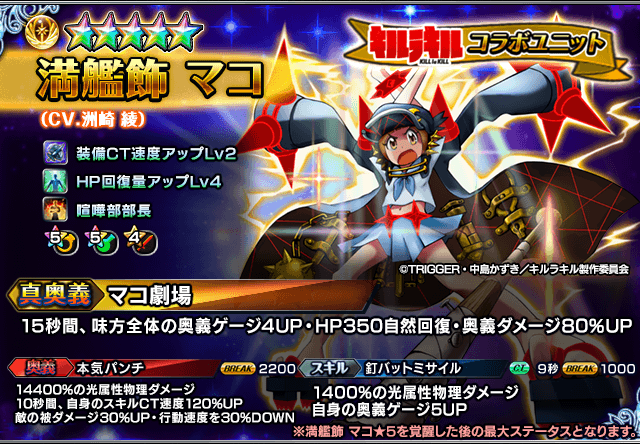 満艦飾 マコ
(CV.洲崎 綾)
キルラキル
KILL la KILL
コラボユニット
装備CT速度アップLv2
HP回復量アップLv4
喧嘩部部長
5 5 4
©TRIGGER・中島かずき/キルラキル製作委員会
真奥義 マコ劇場
15秒間、味方全体の奥義ゲージ4UP・HP350自然回復・奥義ダメージ80%UP
奥義 本気パンチ BREAK 2200
14400%の光属性物理ダメージ
10秒間、自身のスキルCT速度120%UP
敵の被ダメージ30%UP・行動速度を30%DOWN
スキル 釘バットミサイル CT 9秒 BREAK 1000
1400%の光属性物理ダメージ
自身の奥義ゲージ5UP
※満艦飾 マコ★5を覚醒した後の最大ステータスとなります。